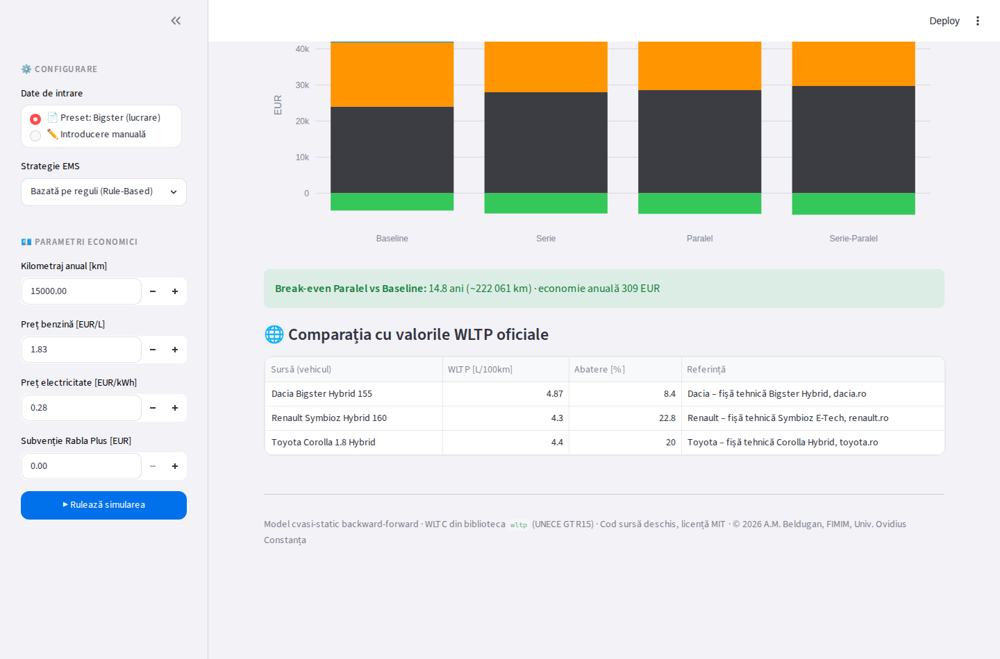 Deploy
⚙️ CONFIGURARE
Date de intrare
📄 Preset: Bigster (lucrare)
✏️ Introducere manuală
Strategie EMS
Bazată pe reguli (Rule-Based)
💶 PARAMETRI ECONOMICI
Kilometraj anual [km]
15000.00
Preț benzină [EUR/L]
1.83
Preț electricitate [EUR/kWh]
0.28
Subvenție Rabla Plus [EUR]
0.00
▶ Rulează simularea
40k
30k
20k
10k
0
EUR
Baseline Serie Paralel Serie-Paralel
Break-even Paralel vs Baseline: 14.8 ani (~222 061 km) · economie anuală 309 EUR
🌐 Comparația cu valorile WLTP oficiale
Sursă (vehicul) WLTP [L/100km] Abatere [%] Referință
Dacia Bigster Hybrid 155 4.87 8.4 Dacia – fișă tehnică Bigster Hybrid, dacia.ro
Renault Symbioz Hybrid 160 4.3 22.8 Renault – fișă tehnică Symbioz E-Tech, renault.ro
Toyota Corolla 1.8 Hybrid 4.4 20 Toyota – fișă tehnică Corolla Hybrid, toyota.ro
Model cvasi-static backward-forward · WLTC din biblioteca wltp (UNECE GTR15) · Cod sursă deschis, licență MIT · © 2026 A.M. Beldugan, FIMIM, Univ. Ovidius
Constanța